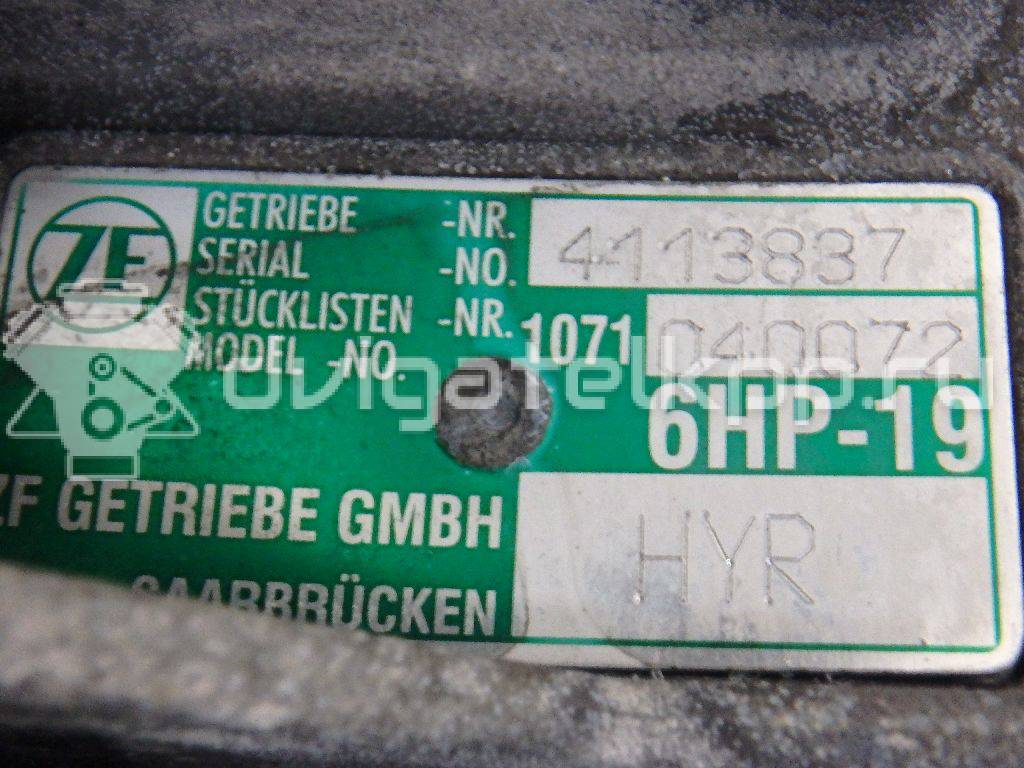 ZF
GETRIEBE -NR. 4113837
SERIAL -NO.
STÜCKLISTEN -NR. 1071 040072
MODEL -NO.
6HP-19
ZF GETRIEBE GMBH
HYR
SAARBRÜCKEN
dvigatelkpp.ru